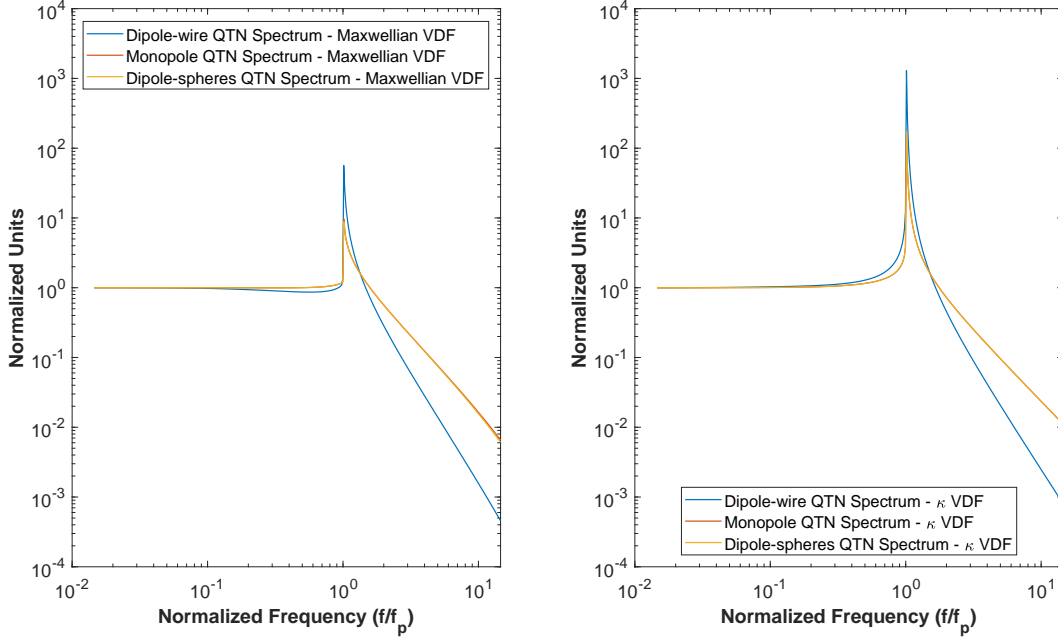 10^4
10^3
10^2
10^1
10^0
10^-1
10^-2
10^-3
10^-4
Normalized Units
Dipole-wire QTN Spectrum - Maxwellian VDF
Monopole QTN Spectrum - Maxwellian VDF
Dipole-spheres QTN Spectrum - Maxwellian VDF
10^-2
10^-1
10^0
10^1
Normalized Frequency (f/f_p)
10^4
10^3
10^2
10^1
10^0
10^-1
10^-2
10^-3
10^-4
Normalized Units
Dipole-wire QTN Spectrum - κ VDF
Monopole QTN Spectrum - κ VDF
Dipole-spheres QTN Spectrum - κ VDF
10^-2
10^-1
10^0
10^1
Normalized Frequency (f/f_p)